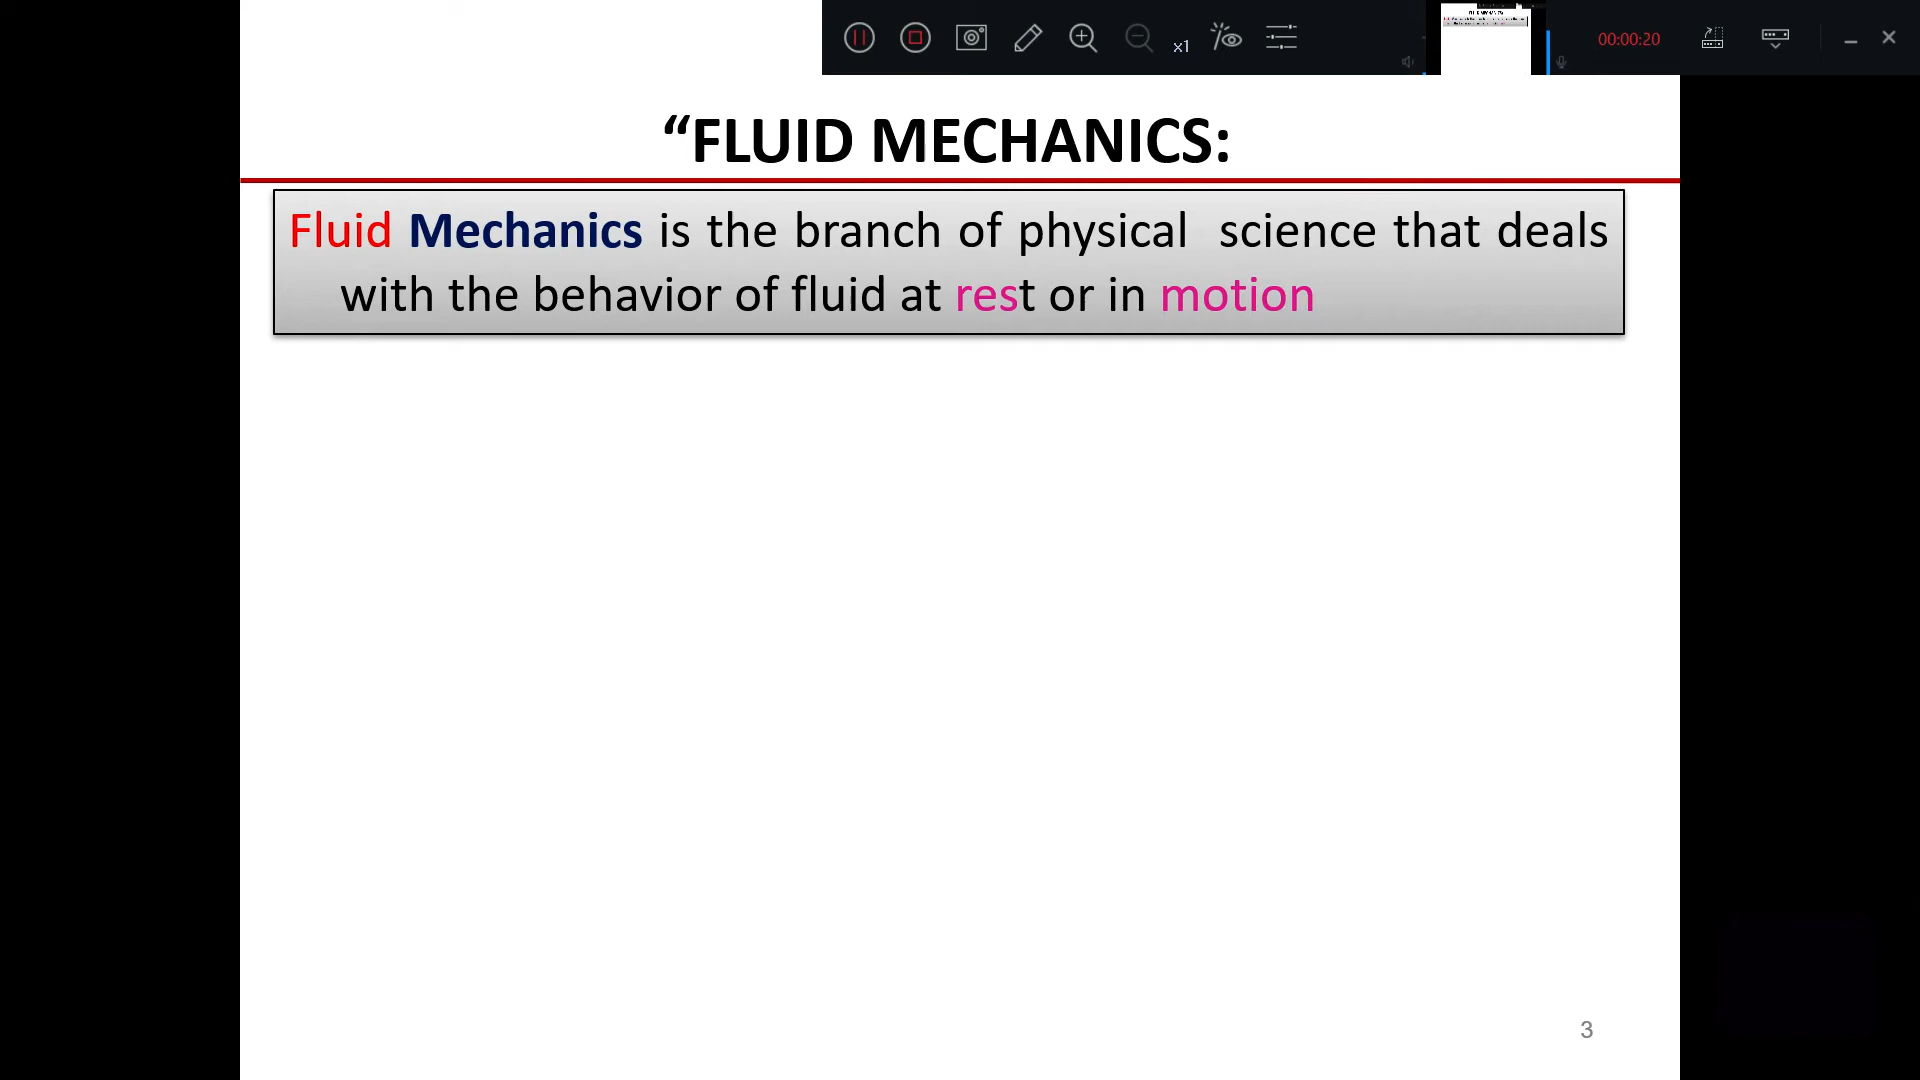 x1
00:00:20
“FLUID MECHANICS:
Fluid Mechanics is the branch of physical science that deals
with the behavior of fluid at rest or in motion
3